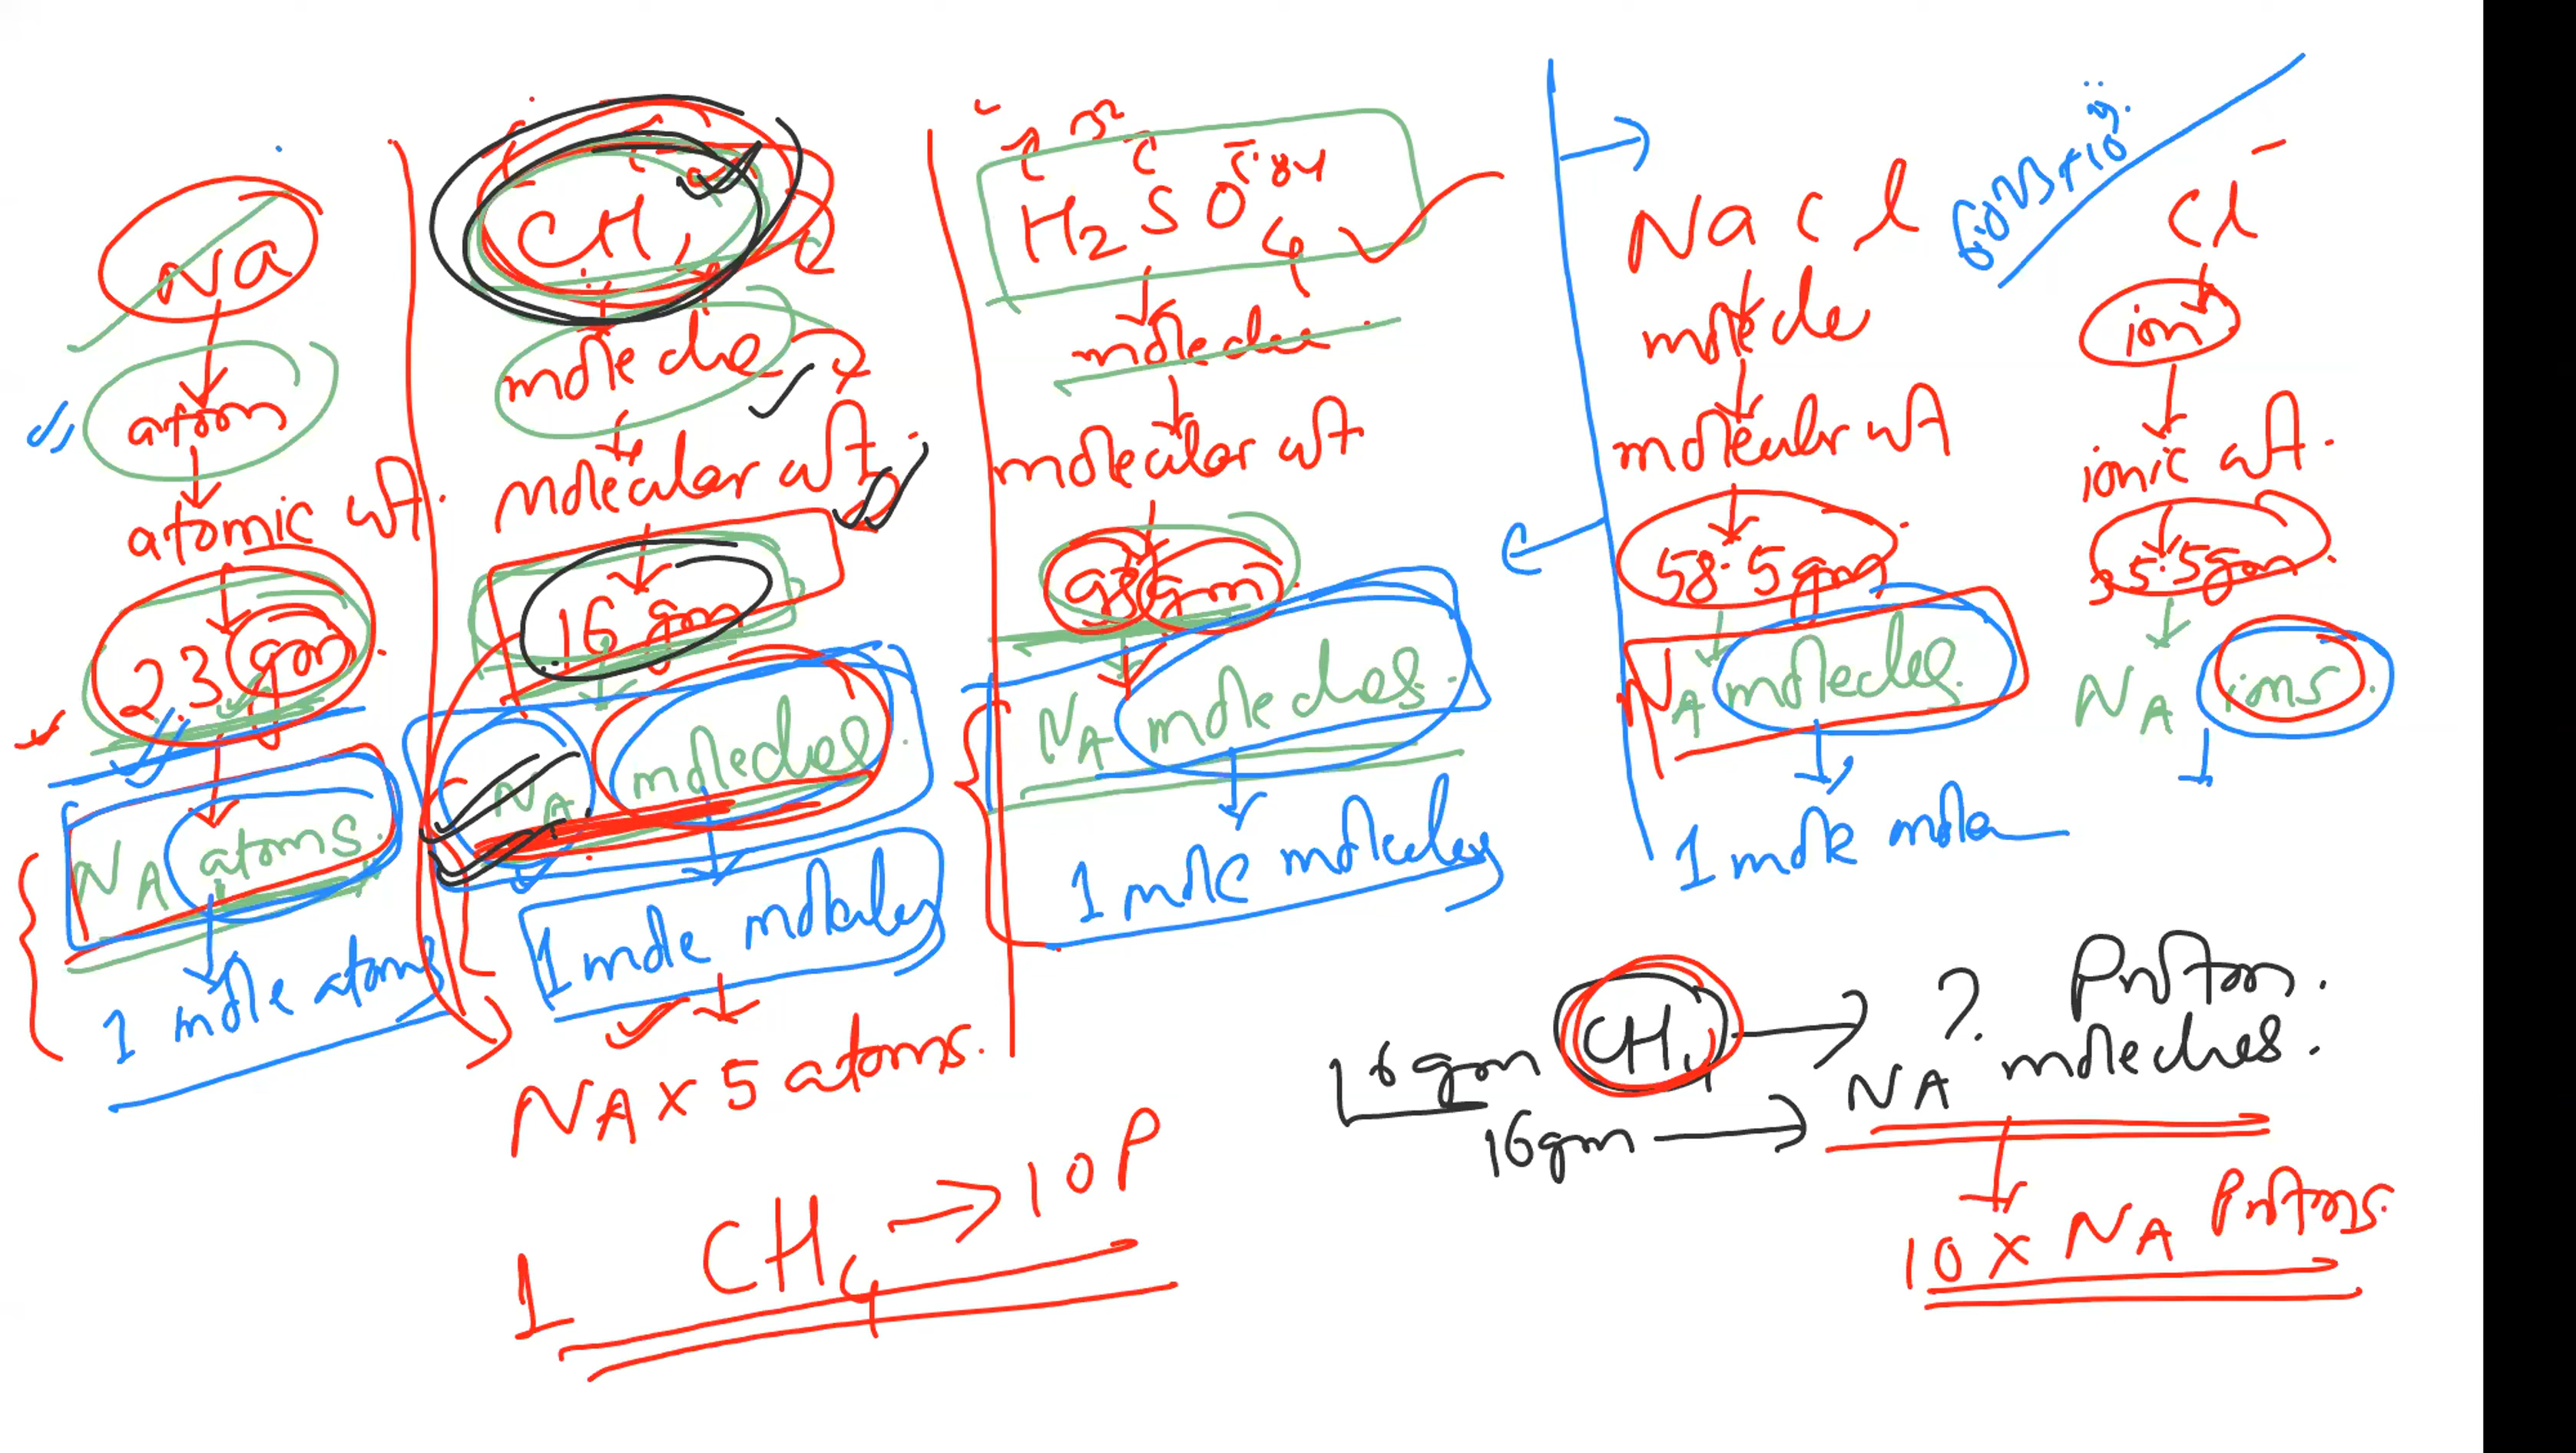 Na
atom
atomic wt.
23 gm
NA atoms.
1 mole atoms
CH4
molecule
molecular wt.
16 gm
NA molecules
1 mole molecules
NA x 5 atoms.
1 CH4 → 10 P
H2SO4
molecule
molecular wt
98 gm
NA molecules.
1 mole molecules
NaCl
molecule
molecular wt
58.5 gm
NA molecules.
1 mole
Cl-
ion
ionic wt.
35.5 gm
NA ions.
16 gm CH4 → ? Proton.
16 gm → NA molecules.
10 x NA Protons.